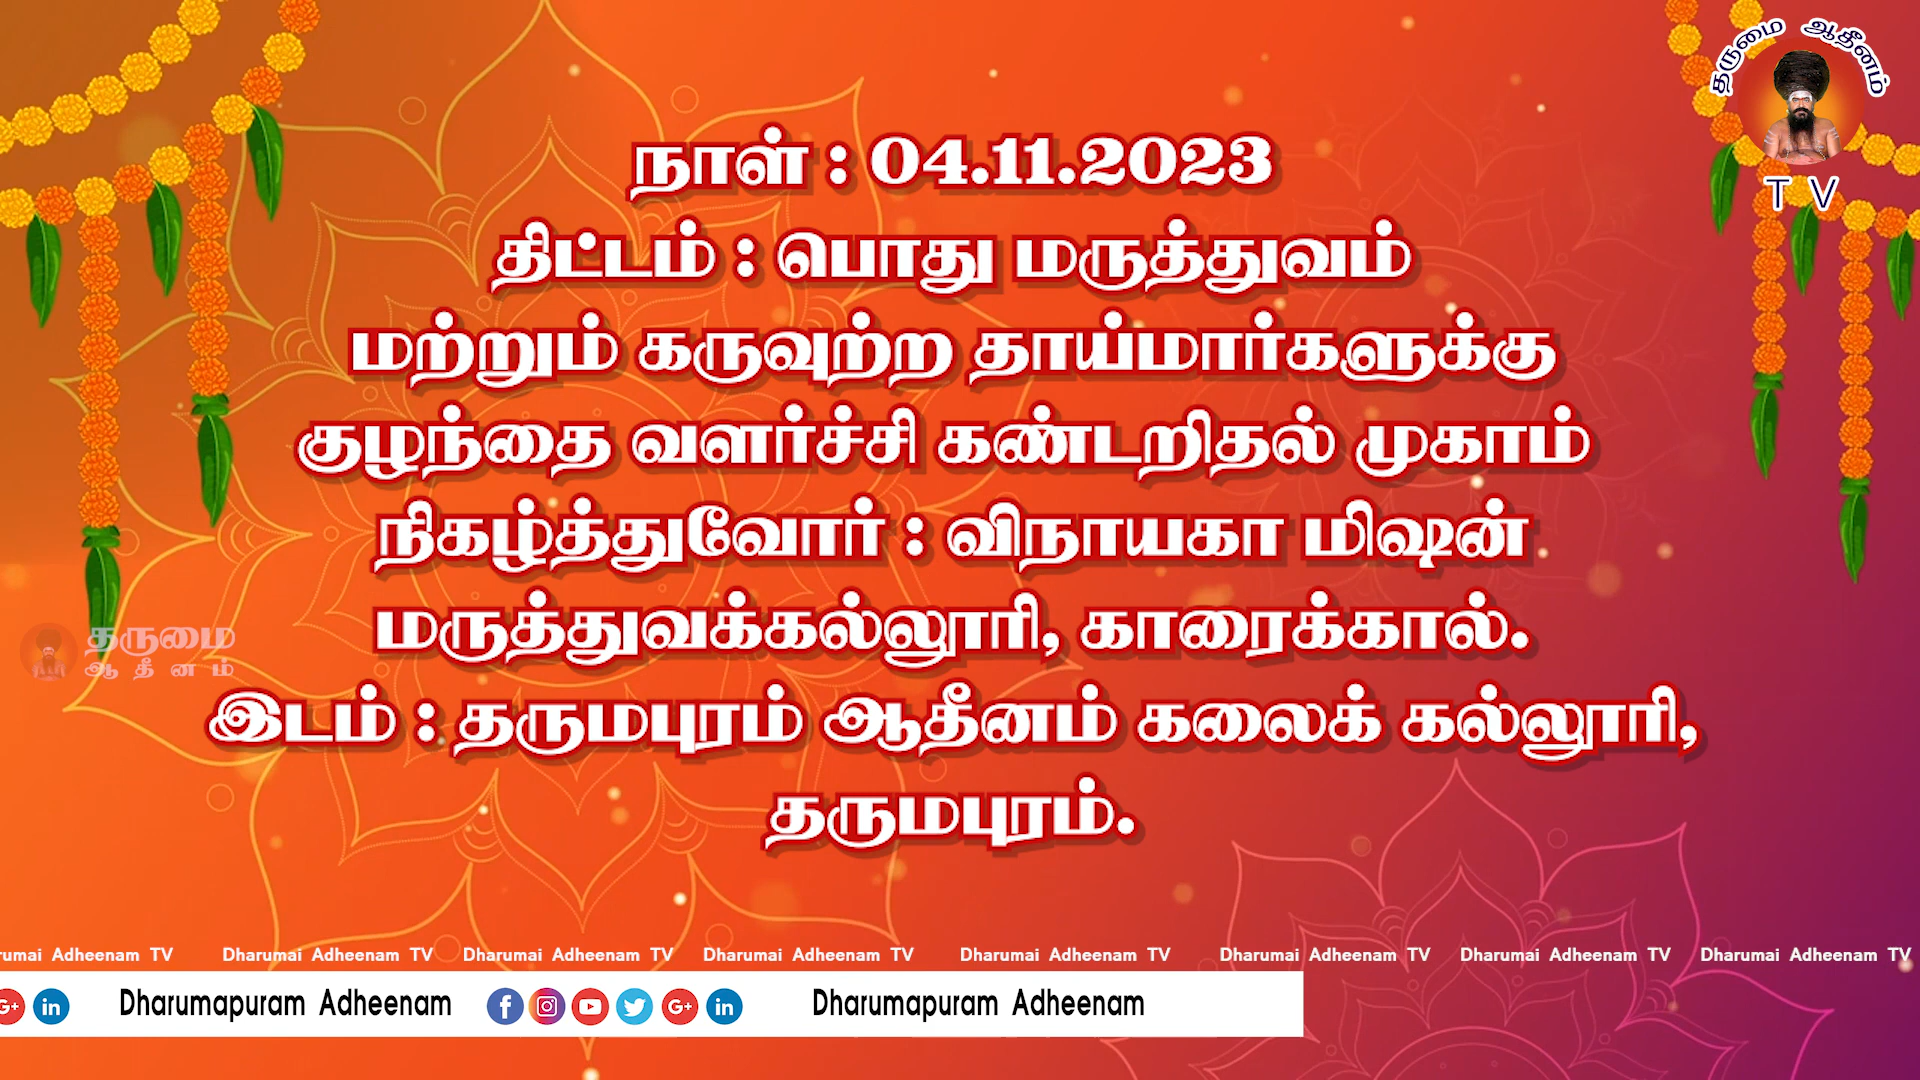 தருமை ஆதீனம்
T V
நாள் : 04.11.2023
திட்டம் : பொது மருத்துவம்
மற்றும் கருவுற்ற தாய்மார்களுக்கு
குழந்தை வளர்ச்சி கண்டறிதல் முகாம்
நிகழ்த்துவோர் : விநாயகா மிஷன்
மருத்துவக்கல்லூரி, காரைக்கால்.
இடம் : தருமபுரம் ஆதீனம் கலைக் கல்லூரி,
தருமபுரம்.
தருமை
ஆதீனம்
rumai Adheenam TV Dharumai Adheenam TV Dharumai Adheenam TV Dharumai Adheenam TV Dharumai Adheenam TV Dharumai Adheenam TV Dharumai Adheenam TV Dharumai Adheenam TV
Dharumapuram Adheenam Dharumapuram Adheenam